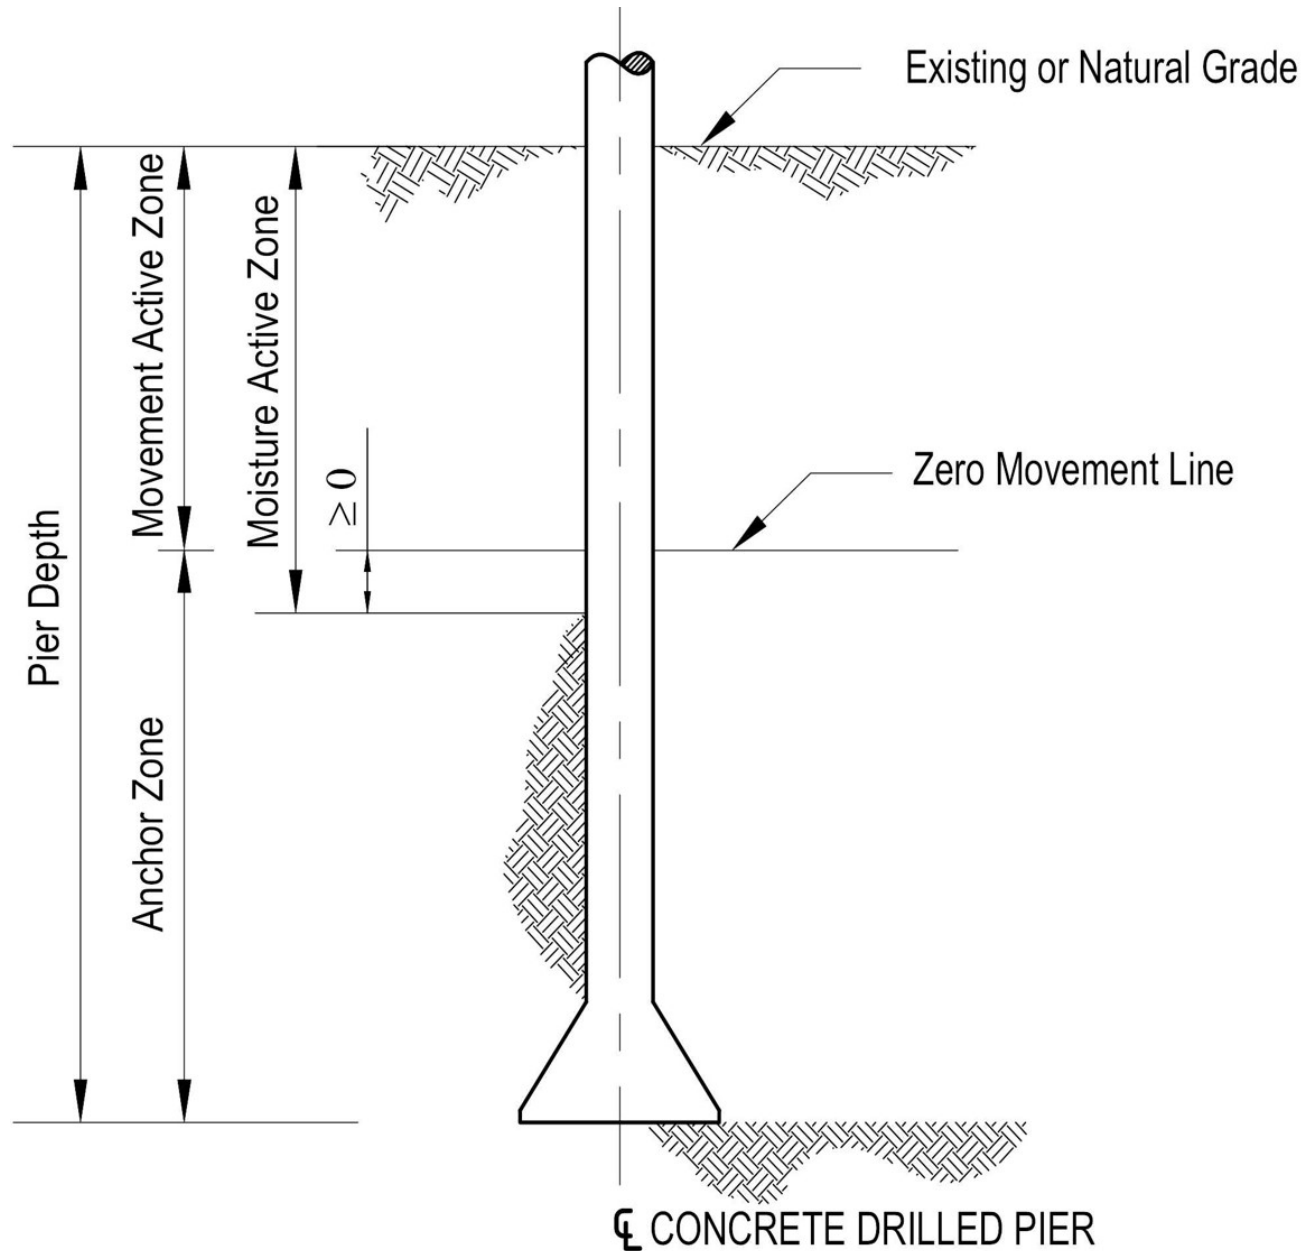 Existing or Natural Grade
Movement Active Zone
Moisture Active Zone
≥ 0
Zero Movement Line
Pier Depth
Anchor Zone
℄ CONCRETE DRILLED PIER